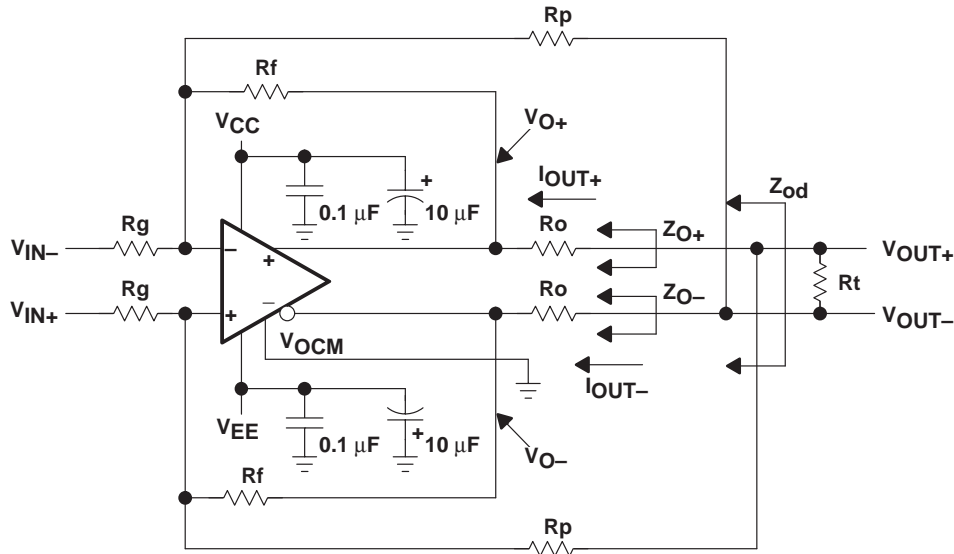 Rp
Rf
VCC
VO+
+
IOUT+
Zod
0.1 µF
10 µF
Rg
Ro
ZO+
VIN–
–
+
VOUT+
Rt
Rg
Ro
ZO–
VIN+
+
–
VOUT–
VOCM
IOUT–
VEE
0.1 µF
+
10 µF
VO–
Rf
Rp